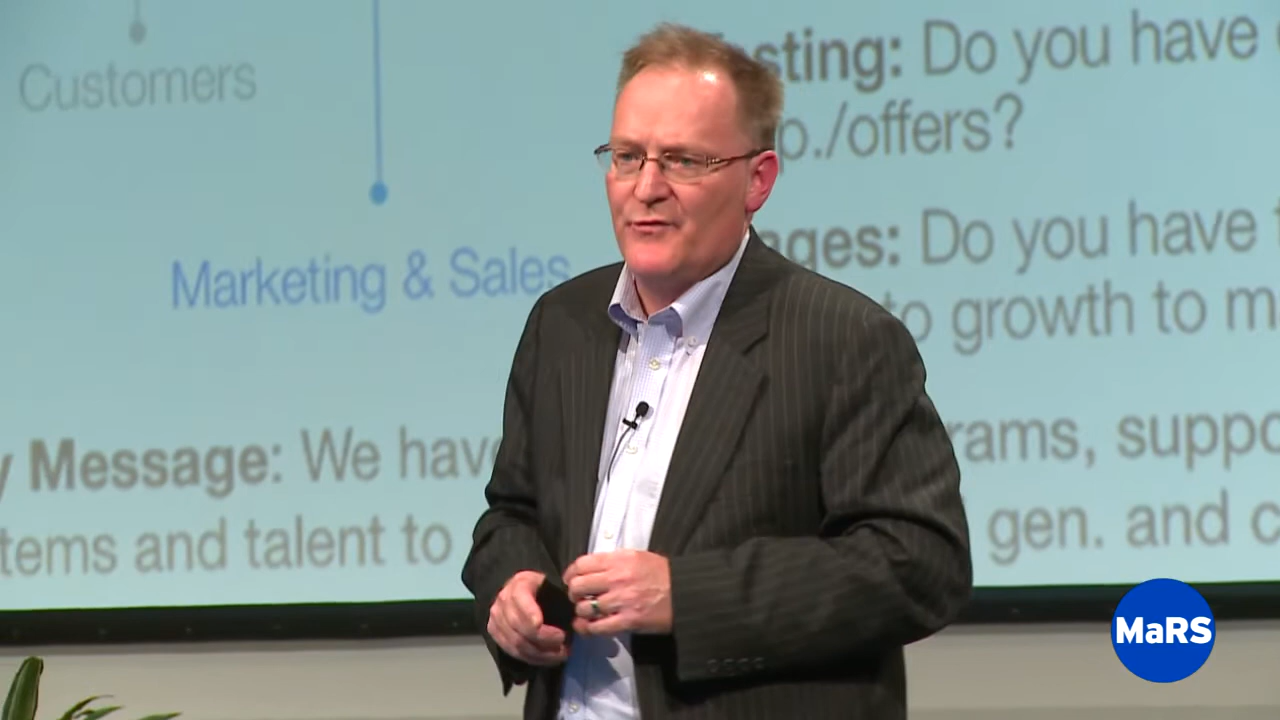 Customers
Marketing & Sales
sting: Do you have
p./offers?
ages: Do you have
to growth to m
y Message: We have
rams, suppo
tems and talent to
gen. and c
MaRS